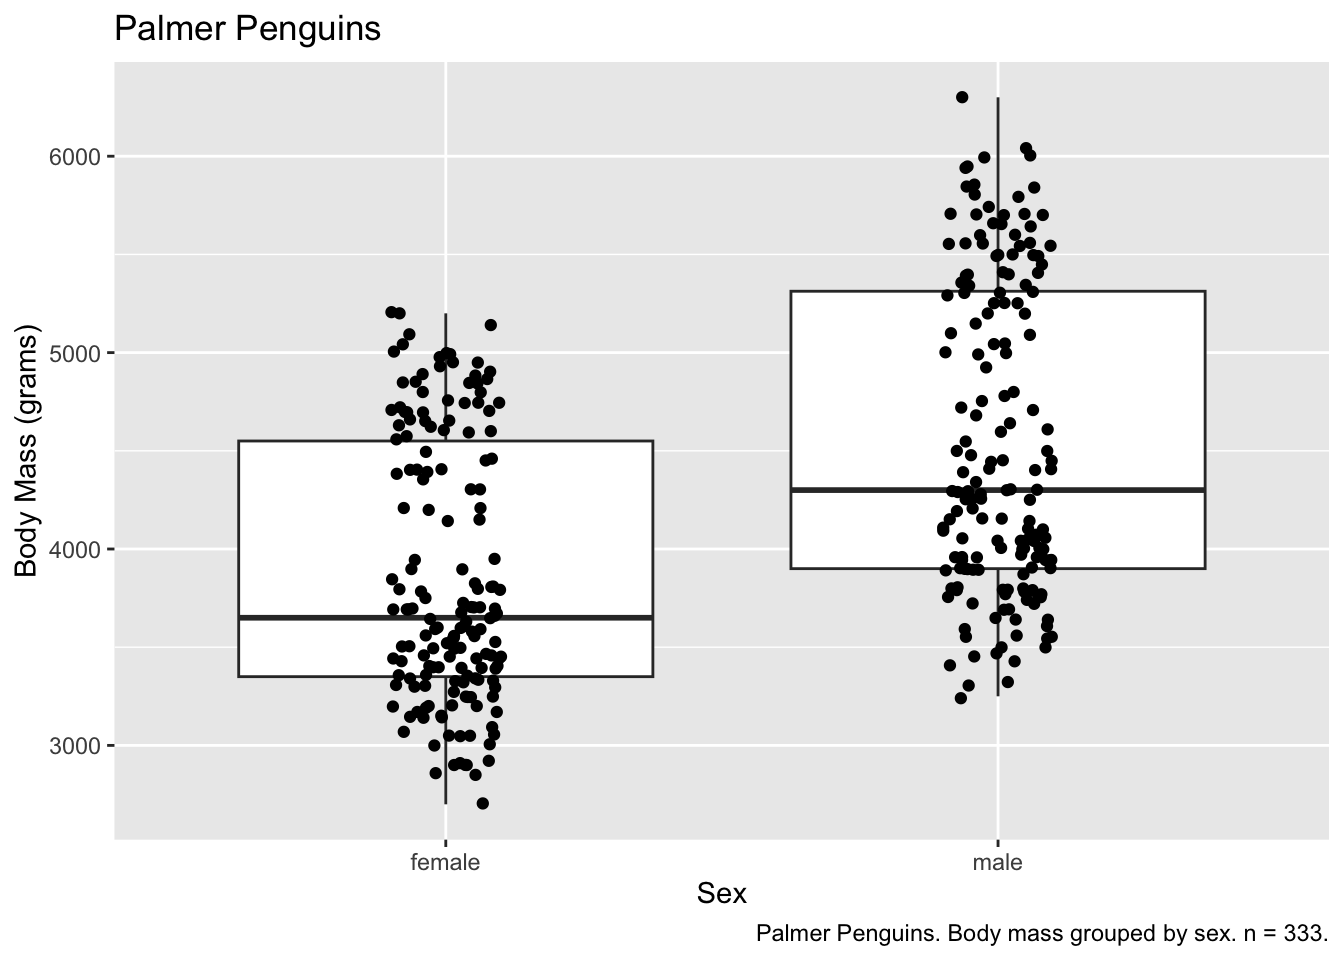 Palmer Penguins
6000
5000
4000
3000
Body Mass (grams)
female
male
Sex
Palmer Penguins. Body mass grouped by sex. n = 333.